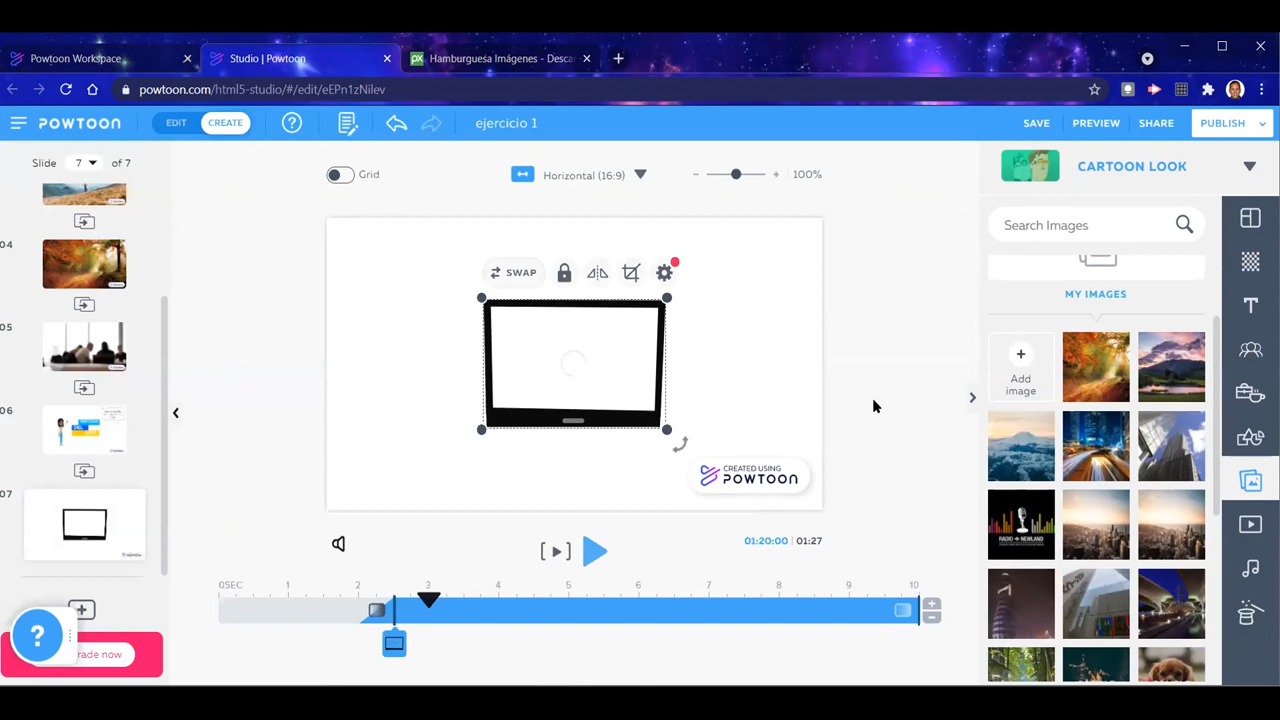 Powtoon Workspace
Studio | Powtoon
Hamburguesa Imágenes - Desca
powtoon.com/html5-studio/#/edit/eEPn1zNilev
POWTOON
EDIT
CREATE
?
ejercicio 1
SAVE
PREVIEW
SHARE
PUBLISH
Slide
7
of 7
Grid
Horizontal (16:9)
100%
CARTOON LOOK
Search Images
MY IMAGES
Add
image
04
05
06
07
SWAP
CREATED USING
POWTOON
RADIO NEWLAND
01:20:00 | 01:27
0SEC
1
2
3
4
5
6
7
8
9
10
?
rade now